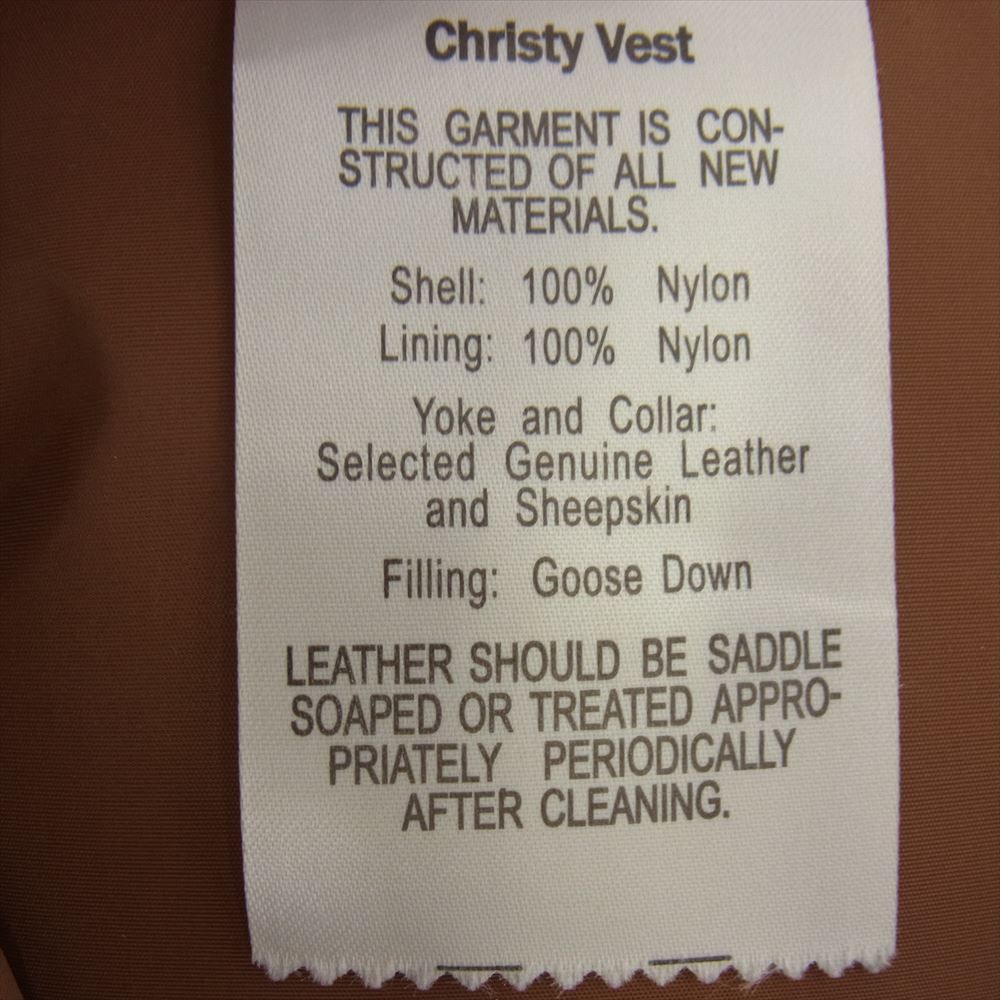 Christy Vest
THIS GARMENT IS CON-
STRUCTED OF ALL NEW
MATERIALS.
Shell: 100% Nylon
Lining: 100% Nylon
Yoke and Collar:
Selected Genuine Leather
and Sheepskin
Filling: Goose Down
LEATHER SHOULD BE SADDLE
SOAPED OR TREATED APPRO-
PRIATELY PERIODICALLY
AFTER CLEANING.